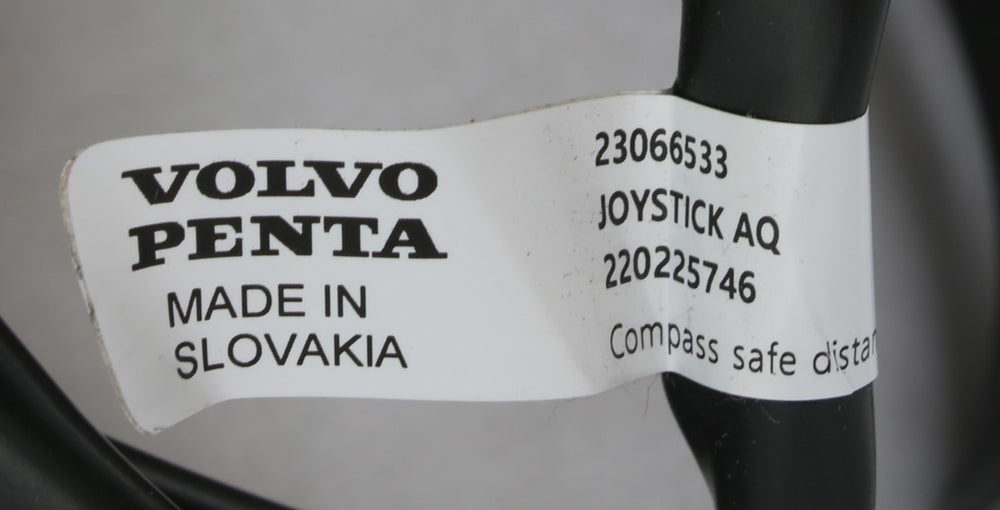 VOLVO
PENTA
MADE IN
SLOVAKIA
23066533
JOYSTICK AQ
220225746
Compass safe